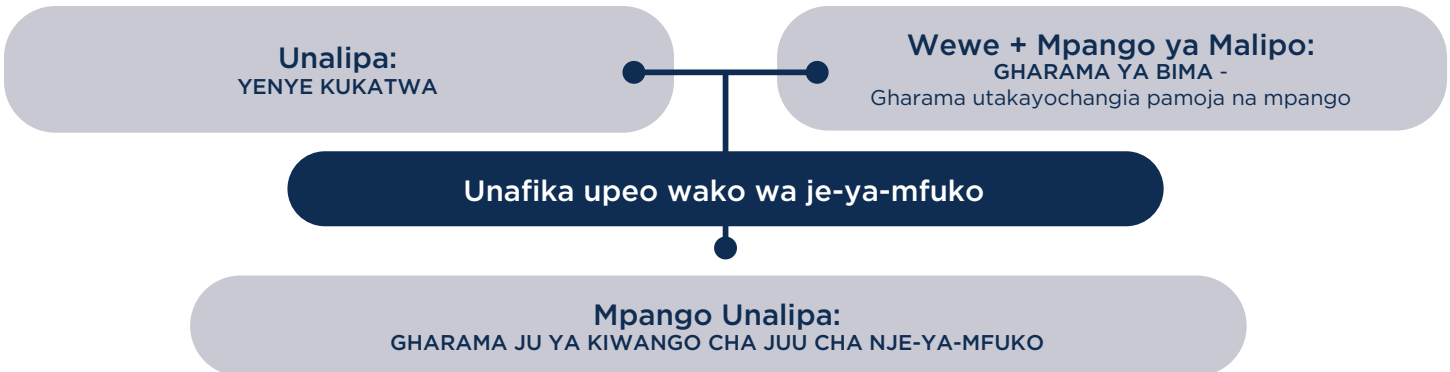 Unalipa:
YENYE KUKATWA
Wewe + Mpango ya Malipo:
GHARAMA YA BIMA -
Gharama utakayochangia pamoja na mpango
Unafika upeo wako wa je-ya-mfuko
Mpango Unalipa:
GHARAMA JU YA KIWANGO CHA JUU CHA NJE-YA-MFUKO